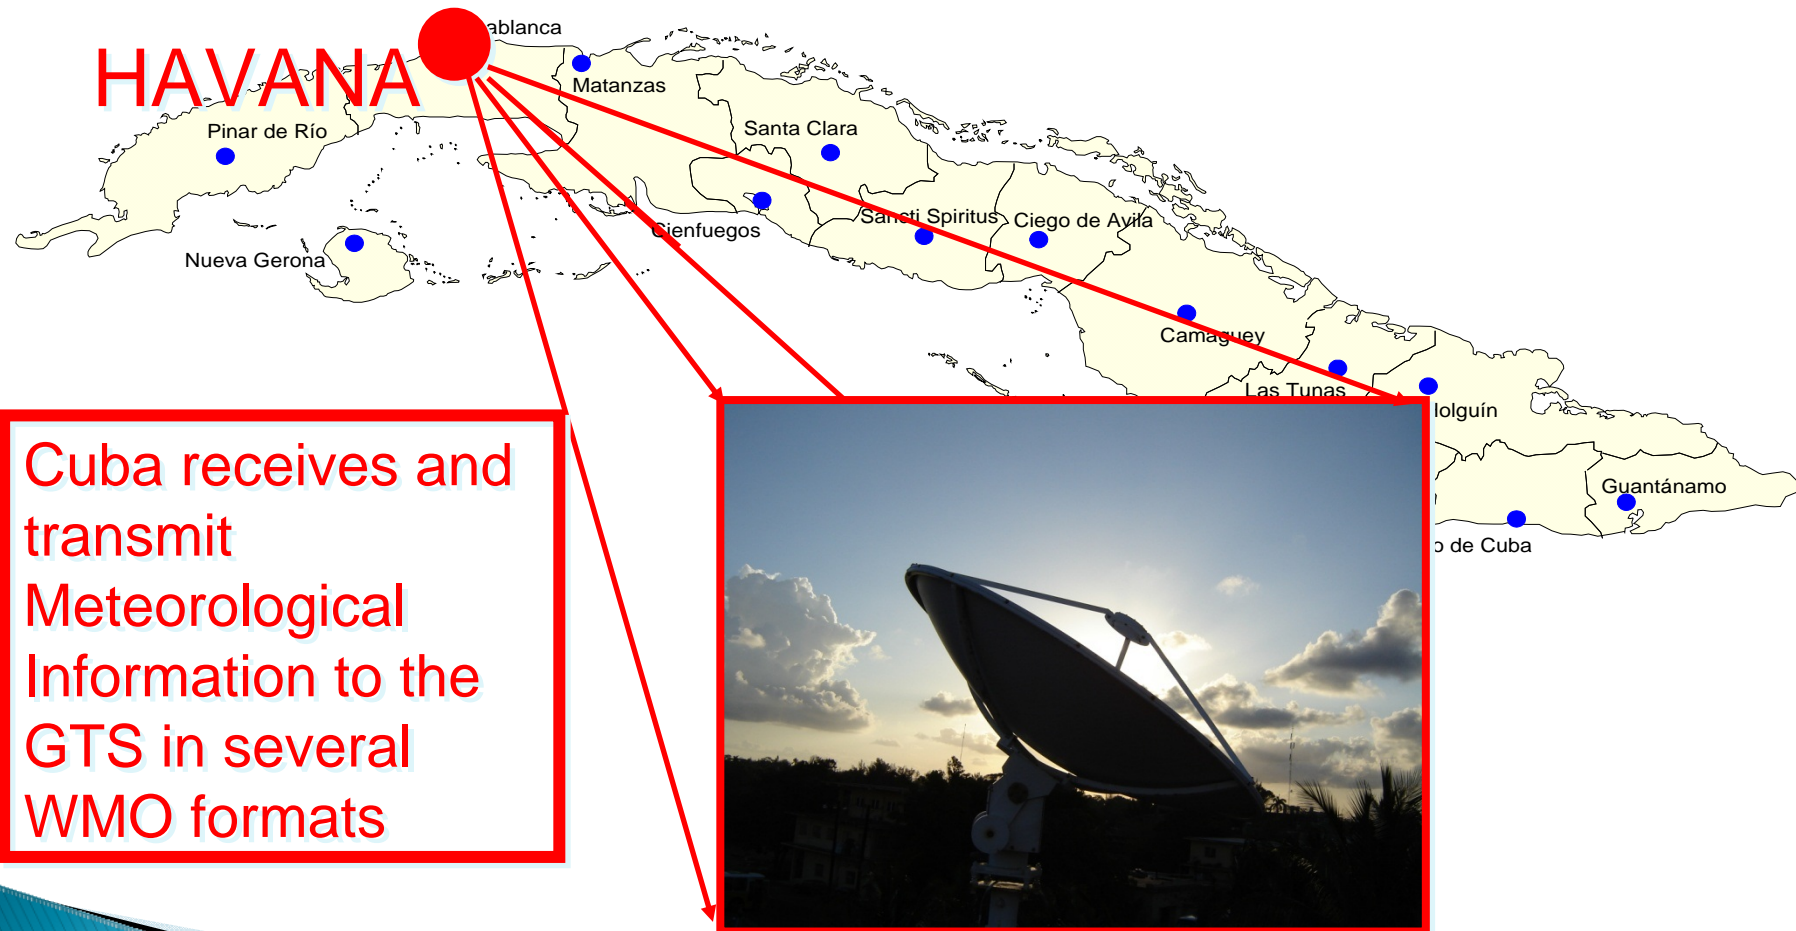 ablanca
HAVANA
Matanzas
Pinar de Río
Santa Clara
Sancti Spiritus
Ciego de Avila
Cienfuegos
Nueva Gerona
Camaguey
Las Tunas
lolguín
Guantánamo
o de Cuba
Cuba receives and
transmit
Meteorological
Information to the
GTS in several
WMO formats